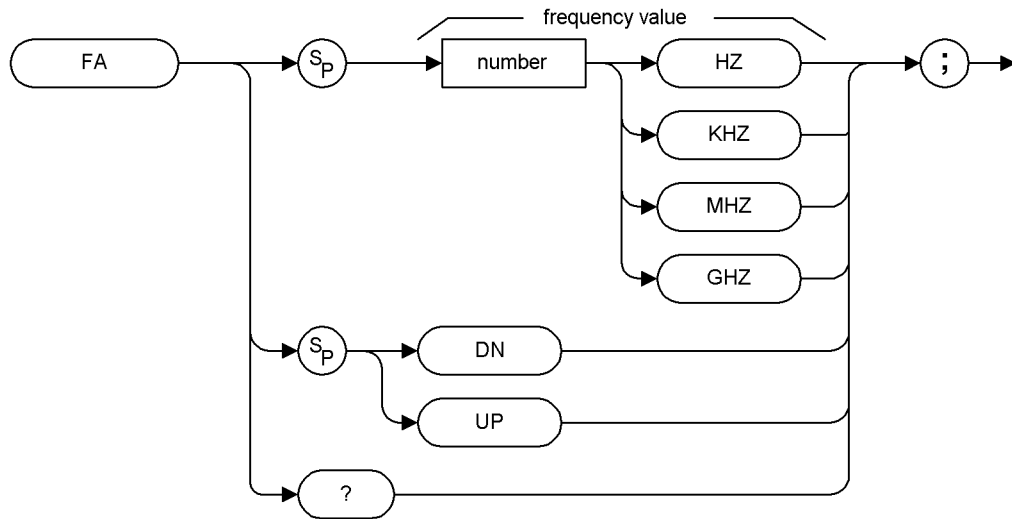 frequency value
FA
SP
number
HZ
;
KHZ
MHZ
GHZ
SP
DN
UP
?